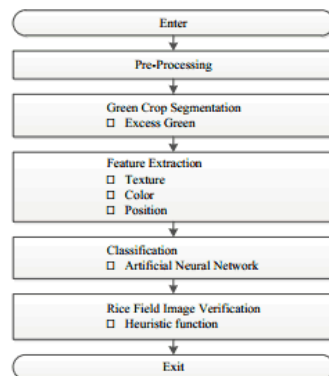 Enter
Pre-Processing
Green Crop Segmentation
□ Excess Green
Feature Extraction
□ Texture
□ Color
□ Position
Classification
□ Artificial Neural Network
Rice Field Image Verification
□ Heuristic function
Exit